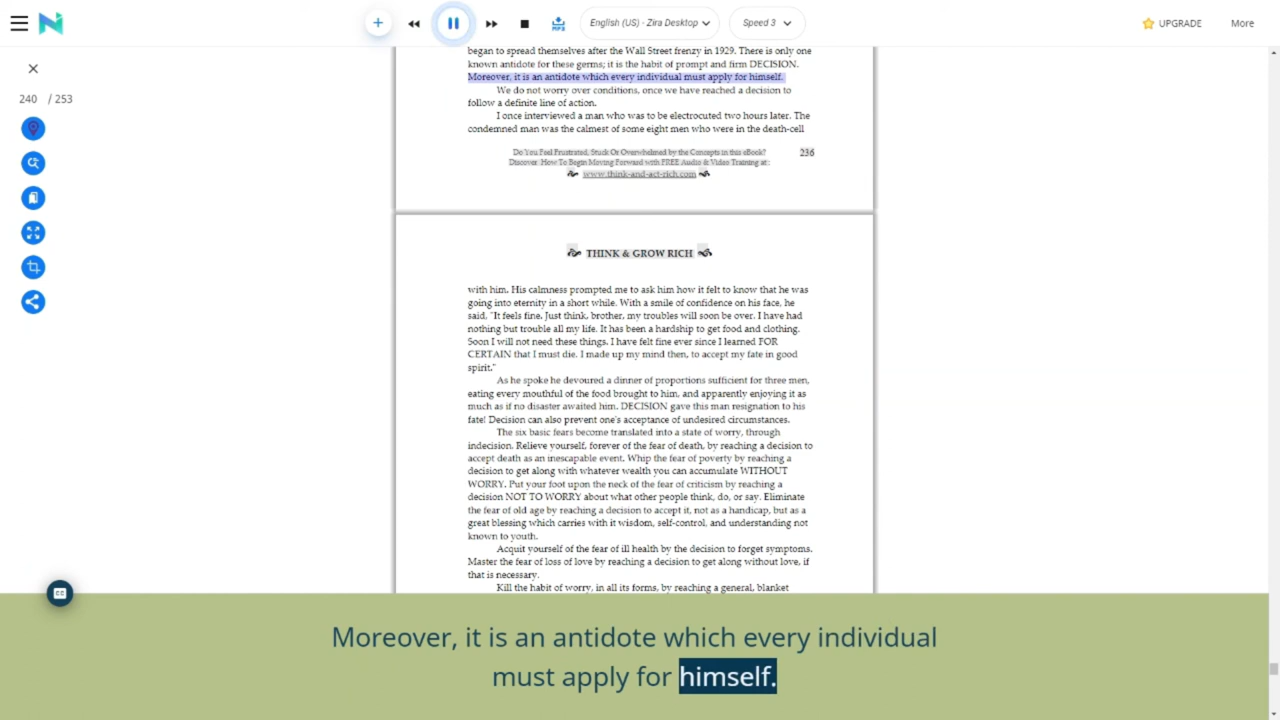 English (US) - Zira Desktop
Speed 3
UPGRADE
More
240 / 253
began to spread themselves after the Wall Street frenzy in 1929. There is only one
known antidote for these germs; it is the habit of prompt and firm DECISION.
Moreover, it is an antidote which every individual must apply for himself.
We do not worry over conditions, once we have reached a decision to
follow a definite line of action.
I once interviewed a man who was to be electrocuted two hours later. The
condemned man was the calmest of some eight men who were in the death-cell
Do You Feel Frustrated, Stuck Or Overwhelmed by the Concepts in this eBook?
236
Discover How To Begin Moving Forward with FREE Audio & Video Training at:
www.think-and-act-rich.com
THINK & GROW RICH
with him. His calmness prompted me to ask him how it felt to know that he was
going into eternity in a short while. With a smile of confidence on his face, he
said, "It feels fine. Just think, brother, my troubles will soon be over. I have had
nothing but trouble all my life. It has been a hardship to get food and clothing.
Soon I will not need these things. I have felt fine ever since I learned FOR
CERTAIN that I must die. I made up my mind then, to accept my fate in good
spirit."
As he spoke he devoured a dinner of proportions sufficient for three men,
eating every mouthful of the food brought to him, and apparently enjoying it as
much as if no disaster awaited him. DECISION gave this man resignation to his
fate! Decision can also prevent one's acceptance of undesired circumstances.
The six basic fears become translated into a state of worry, through
indecision. Relieve yourself, forever of the fear of death, by reaching a decision to
accept death as an inescapable event. Whip the fear of poverty by reaching a
decision to get along with whatever wealth you can accumulate WITHOUT
WORRY. Put your foot upon the neck of the fear of criticism by reaching a
decision NOT TO WORRY about what other people think, do, or say. Eliminate
the fear of old age by reaching a decision to accept it, not as a handicap, but as a
great blessing which carries with it wisdom, self-control, and understanding not
known to youth.
Acquit yourself of the fear of ill health by the decision to forget symptoms.
Master the fear of loss of love by reaching a decision to get along without love, if
that is necessary.
Kill the habit of worry, in all its forms, by reaching a general, blanket
CC
Moreover, it is an antidote which every individual
must apply for himself.